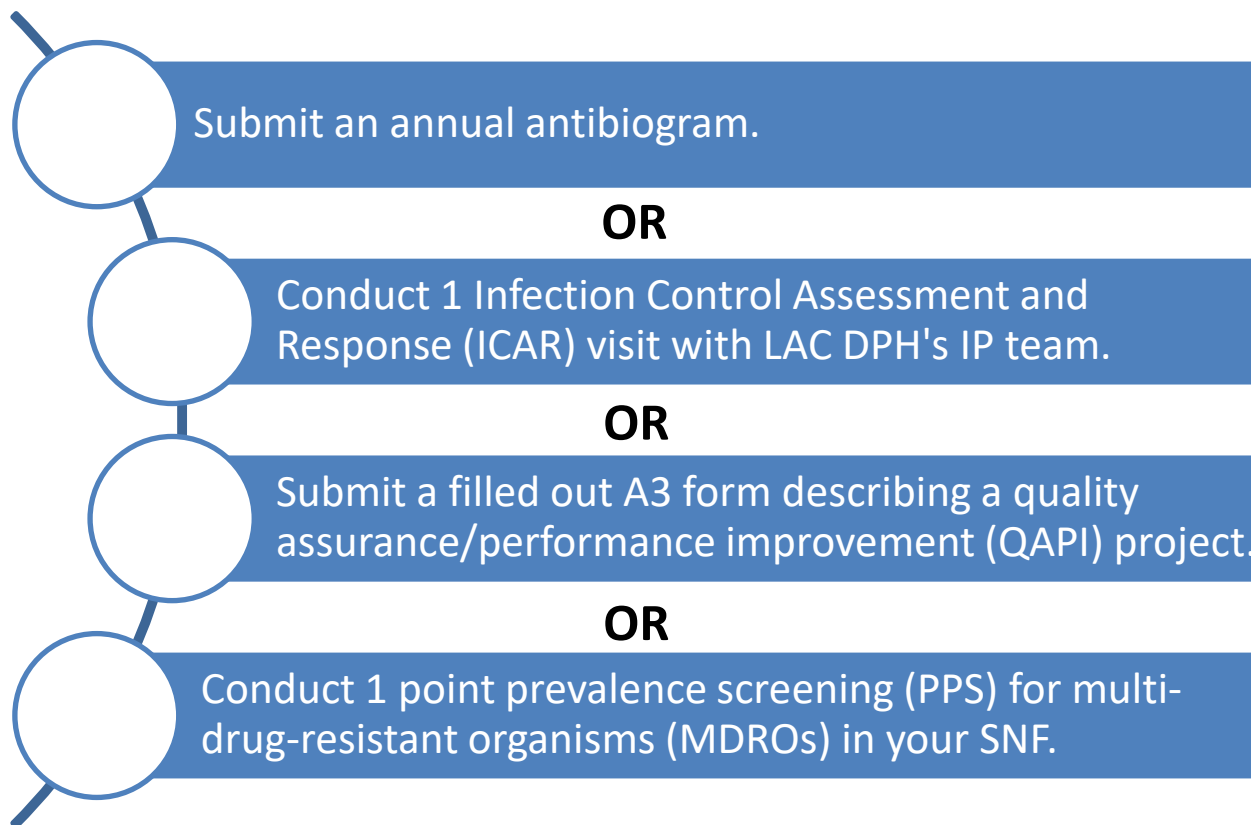 Submit an annual antibiogram.
OR
Conduct 1 Infection Control Assessment and
Response (ICAR) visit with LAC DPH's IP team.
OR
Submit a filled out A3 form describing a quality
assurance/performance improvement (QAPI) project.
OR
Conduct 1 point prevalence screening (PPS) for multi-
drug-resistant organisms (MDROs) in your SNF.